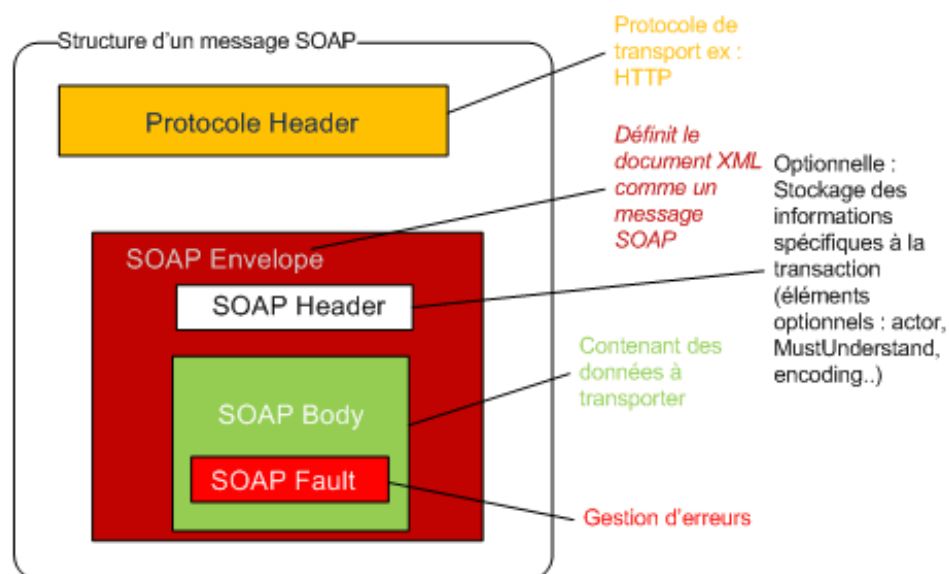 Structure d'un message SOAP
Protocole Header
Protocole de
transport ex :
HTTP
SOAP Envelope
Définit le
document XML
comme un
message
SOAP
SOAP Header
Optionnelle :
Stockage des
informations
spécifiques à la
transaction
(éléments
optionnels : actor,
MustUnderstand,
encoding..)
SOAP Body
Contenant des
données à
transporter
SOAP Fault
Gestion d'erreurs